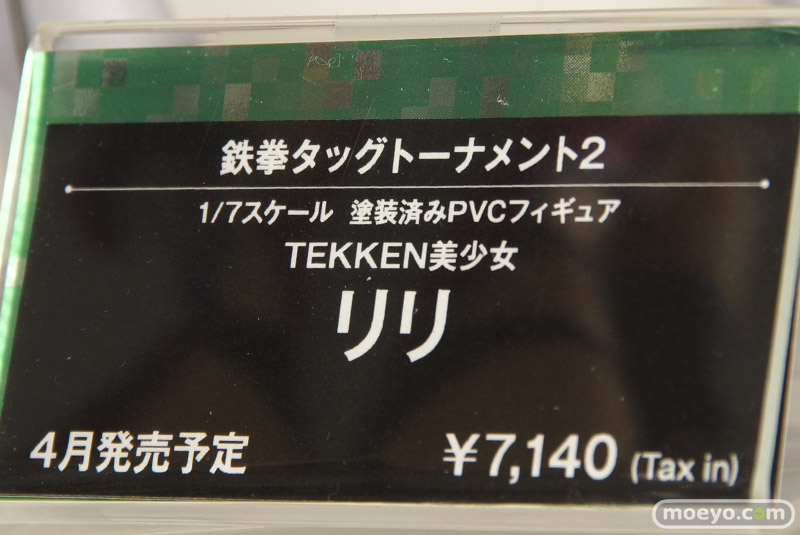 鉄拳タッグトーナメント2
1/7スケール 塗装済みPVCフィギュア
TEKKEN美少女
リリ
4月発売予定
¥7,140 (Tax in)
moeyo.com